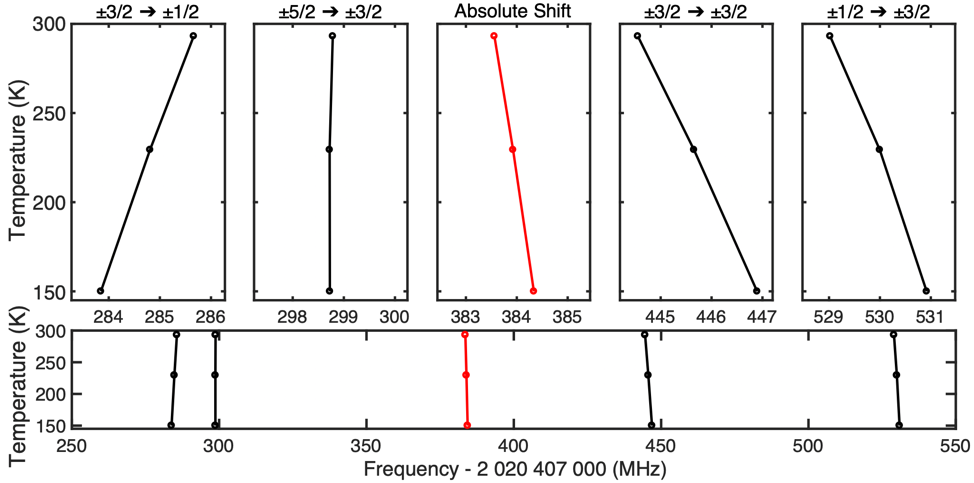 ±3/2 ➔ ±1/2 ±5/2 ➔ ±3/2 Absolute Shift ±3/2 ➔ ±3/2 ±1/2 ➔ ±3/2
Temperature (K)
300
250
200
150
284 285 286 298 299 300 383 384 385 445 446 447 529 530 531
Temperature (K)
300
250
200
150
250 300 350 400 450 500 550
Frequency - 2 020 407 000 (MHz)